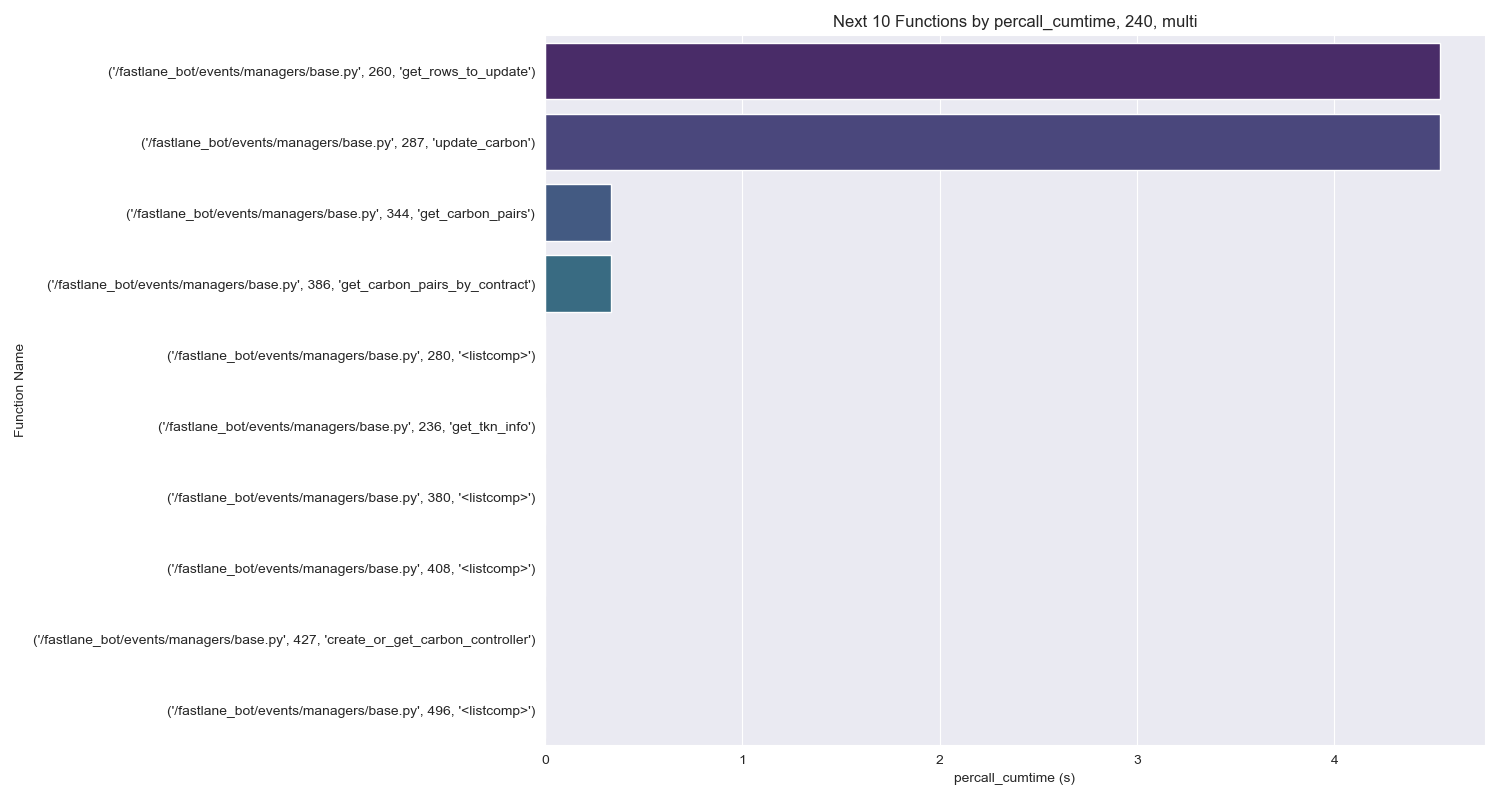 Next 10 Functions by percall_cumtime, 240, multi
('/fastlane_bot/events/managers/base.py', 260, 'get_rows_to_update')
('/fastlane_bot/events/managers/base.py', 287, 'update_carbon')
('/fastlane_bot/events/managers/base.py', 344, 'get_carbon_pairs')
('/fastlane_bot/events/managers/base.py', 386, 'get_carbon_pairs_by_contract')
('/fastlane_bot/events/managers/base.py', 280, '<listcomp>')
('/fastlane_bot/events/managers/base.py', 236, 'get_tkn_info')
('/fastlane_bot/events/managers/base.py', 380, '<listcomp>')
('/fastlane_bot/events/managers/base.py', 408, '<listcomp>')
('/fastlane_bot/events/managers/base.py', 427, 'create_or_get_carbon_controller')
('/fastlane_bot/events/managers/base.py', 496, '<listcomp>')
Function Name
0 1 2 3 4
percall_cumtime (s)